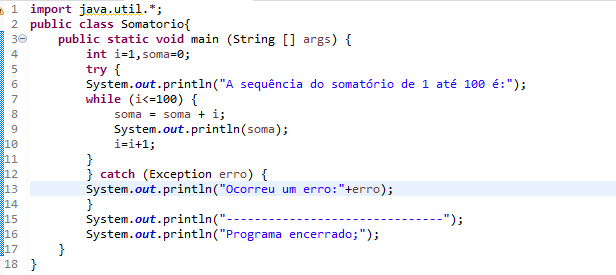 1 import java.util.*;
2 public class Somatorio{
3 public static void main (String [] args) {
4 int i=1,soma=0;
5 try {
6 System.out.println("A sequência do somatório de 1 até 100 é:");
7 while (i<=100) {
8 soma = soma + i;
9 System.out.println(soma);
10 i=i+1;
11 }
12 } catch (Exception erro) {
13 System.out.println("Ocorreu um erro:"+erro);
14 }
15 System.out.println("-------------------------------");
16 System.out.println("Programa encerrado;");
17 }
18 }